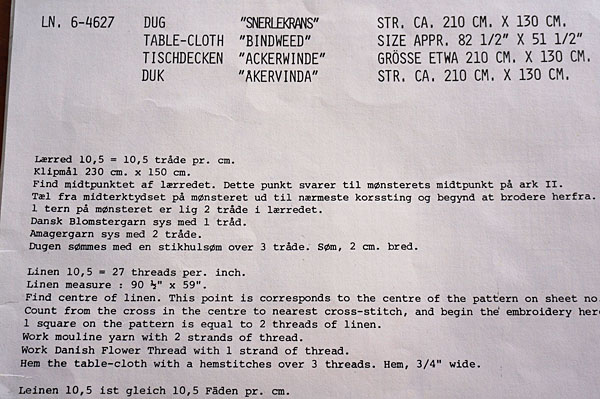 LN. 6-4627 DUG "SNERLEKRANS" STR. CA. 210 CM. X 130 CM.
TABLE-CLOTH "BINDWEED" SIZE APPR. 82 1/2" X 51 1/2"
TISCHDECKEN "ACKERWINDE" GRÖSSE ETWA 210 CM. X 130 CM.
DUK "AKERVINDA" STR. CA. 210 CM. X 130 CM.
Lærred 10,5 = 10,5 tråde pr. cm.
Klipmål 230 cm. x 150 cm.
Find midtpunktet af lærredet. Dette punkt svarer til mønsterets midtpunkt på ark II.
Tæl fra midterktydset på mønsteret ud til nærmeste korssting og begynd at brodere herfra.
1 tern på mønsteret er lig 2 tråde i lærredet.
Dansk Blomstergarn sys med 1 tråd.
Amagergarn sys med 2 tråde.
Dugen sømmes med en stikhulsøm over 3 tråde. Søm, 2 cm. bred.
Linen 10,5 = 27 threads per. inch.
Linen measure : 90 ½" x 59".
Find centre of linen. This point is corresponds to the centre of the pattern on sheet no
Count from the cross in the centre to nearest cross-stitch, and begin the embroidery her
1 square on the pattern is equal to 2 threads of linen.
Work mouline yarn with 2 strands of thread.
Work Danish Flower Thread with 1 strand of thread.
Hem the table-cloth with a hemstitches over 3 threads. Hem, 3/4" wide.
Leinen 10,5 ist gleich 10,5 Fäden pr. cm.